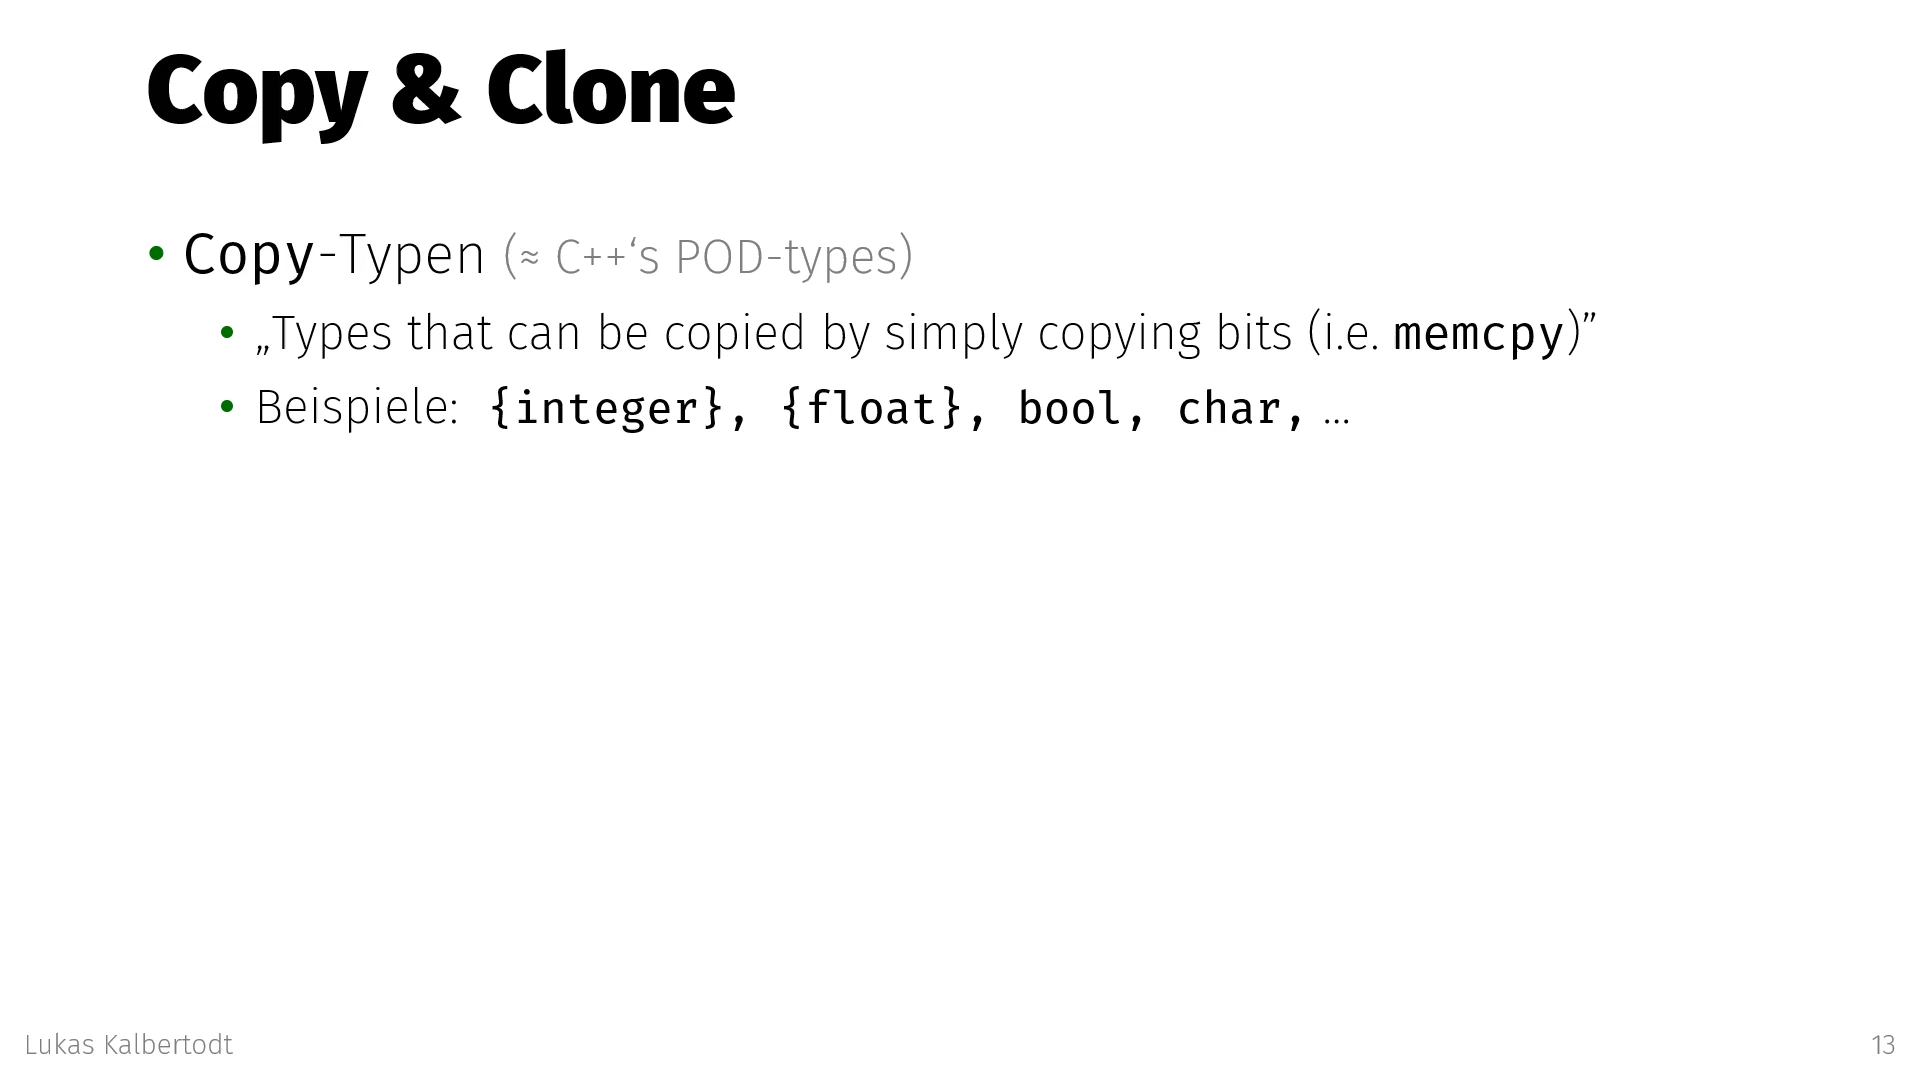 Copy & Clone
• Copy-Typen (≈ C++‘s POD-types)
• „Types that can be copied by simply copying bits (i.e. memcpy)”
• Beispiele: {integer}, {float}, bool, char, …
Lukas Kalbertodt
13